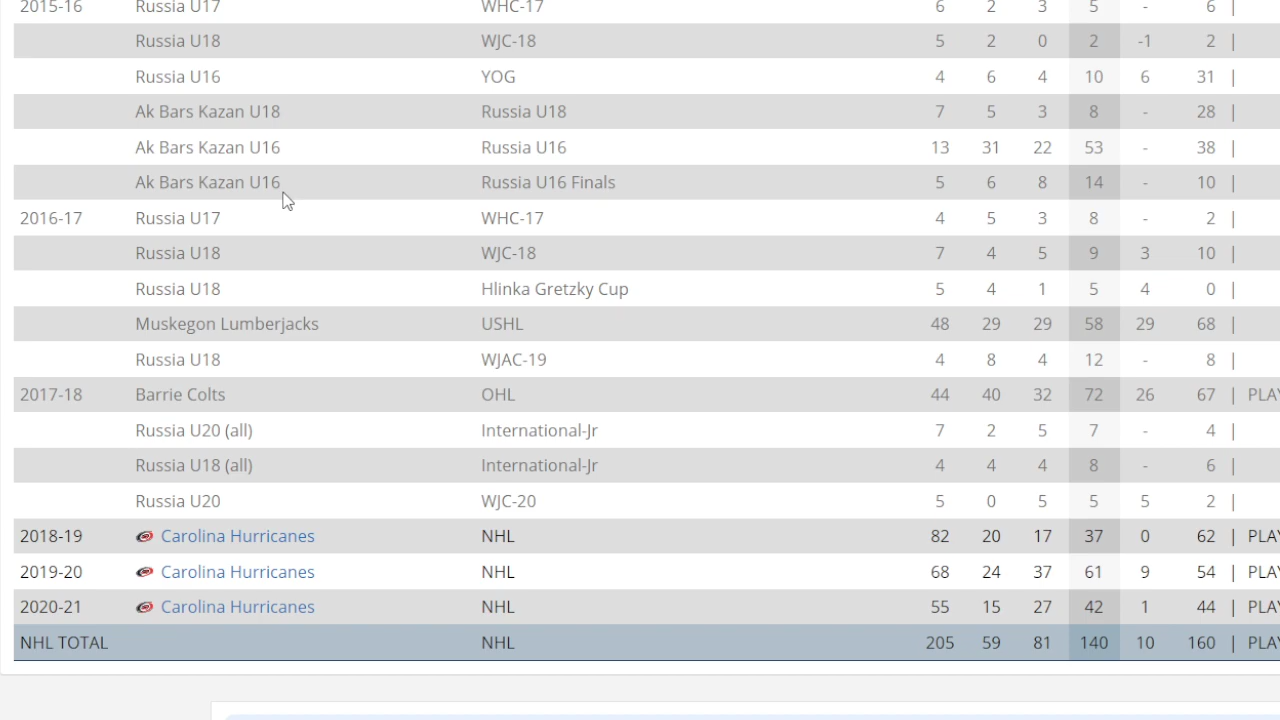 2015-16 Russia U17 WHC-17 6 2 3 5 - 6 |
Russia U18 WJC-18 5 2 0 2 -1 2 |
Russia U16 YOG 4 6 4 10 6 31 |
Ak Bars Kazan U18 Russia U18 7 5 3 8 - 28 |
Ak Bars Kazan U16 Russia U16 13 31 22 53 - 38 |
Ak Bars Kazan U16 Russia U16 Finals 5 6 8 14 - 10 |
2016-17 Russia U17 WHC-17 4 5 3 8 - 2 |
Russia U18 WJC-18 7 4 5 9 3 10 |
Russia U18 Hlinka Gretzky Cup 5 4 1 5 4 0 |
Muskegon Lumberjacks USHL 48 29 29 58 29 68 |
Russia U18 WJAC-19 4 8 4 12 - 8 |
2017-18 Barrie Colts OHL 44 40 32 72 26 67 | PLAY
Russia U20 (all) International-Jr 7 2 5 7 - 4 |
Russia U18 (all) International-Jr 4 4 4 8 - 6 |
Russia U20 WJC-20 5 0 5 5 5 2 |
2018-19 Carolina Hurricanes NHL 82 20 17 37 0 62 | PLAY
2019-20 Carolina Hurricanes NHL 68 24 37 61 9 54 | PLAY
2020-21 Carolina Hurricanes NHL 55 15 27 42 1 44 | PLAY
NHL TOTAL NHL 205 59 81 140 10 160 | PLAY